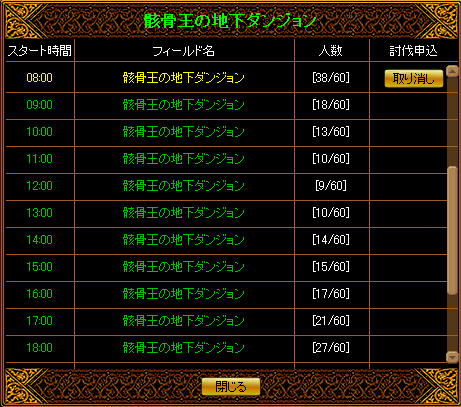 骸骨王の地下ダンジョン
スタート時間 フィールド名 人数 討伐申込
08:00 骸骨王の地下ダンジョン [38/60] 取り消し
09:00 骸骨王の地下ダンジョン [18/60]
10:00 骸骨王の地下ダンジョン [13/60]
11:00 骸骨王の地下ダンジョン [10/60]
12:00 骸骨王の地下ダンジョン [9/60]
13:00 骸骨王の地下ダンジョン [10/60]
14:00 骸骨王の地下ダンジョン [14/60]
15:00 骸骨王の地下ダンジョン [15/60]
16:00 骸骨王の地下ダンジョン [17/60]
17:00 骸骨王の地下ダンジョン [21/60]
18:00 骸骨王の地下ダンジョン [27/60]
閉じる